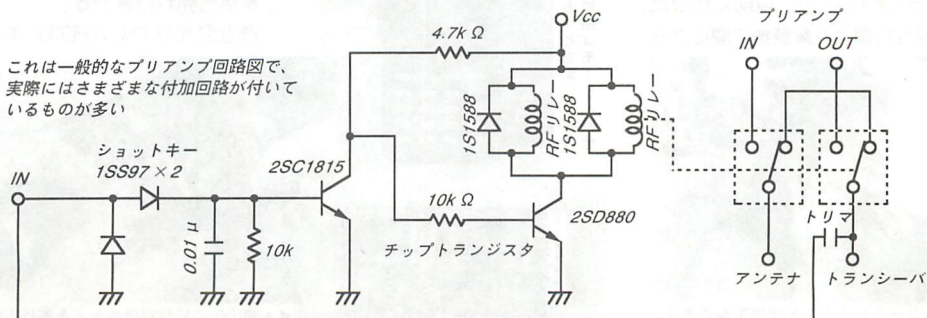 Vcc
プリアンプ
IN
OUT
4.7k Ω
これは一般的なプリアンプ回路図で、
実際にはさまざまな付加回路が付いて
いるものが多い
1S1588
RFリレー
1S1588
RFリレー
ショットキー
1SS97×2
IN
2SC1815
10k Ω
2SD880
0.01 μ
10k
チップトランジスタ
トリマ
アンテナ
トランシーバ